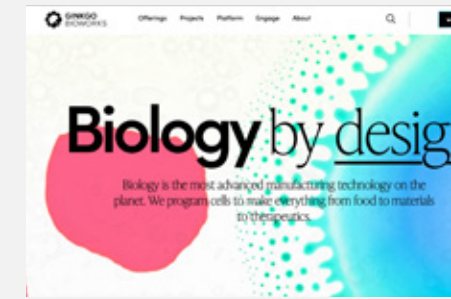 GINKGO
BIOWORKS
Offerings Projects Platform Engage About
Biology by desig
Biology is the most advanced manufacturing technology on the
planet. We program cells to make everything from food to materials
to therapeutics.